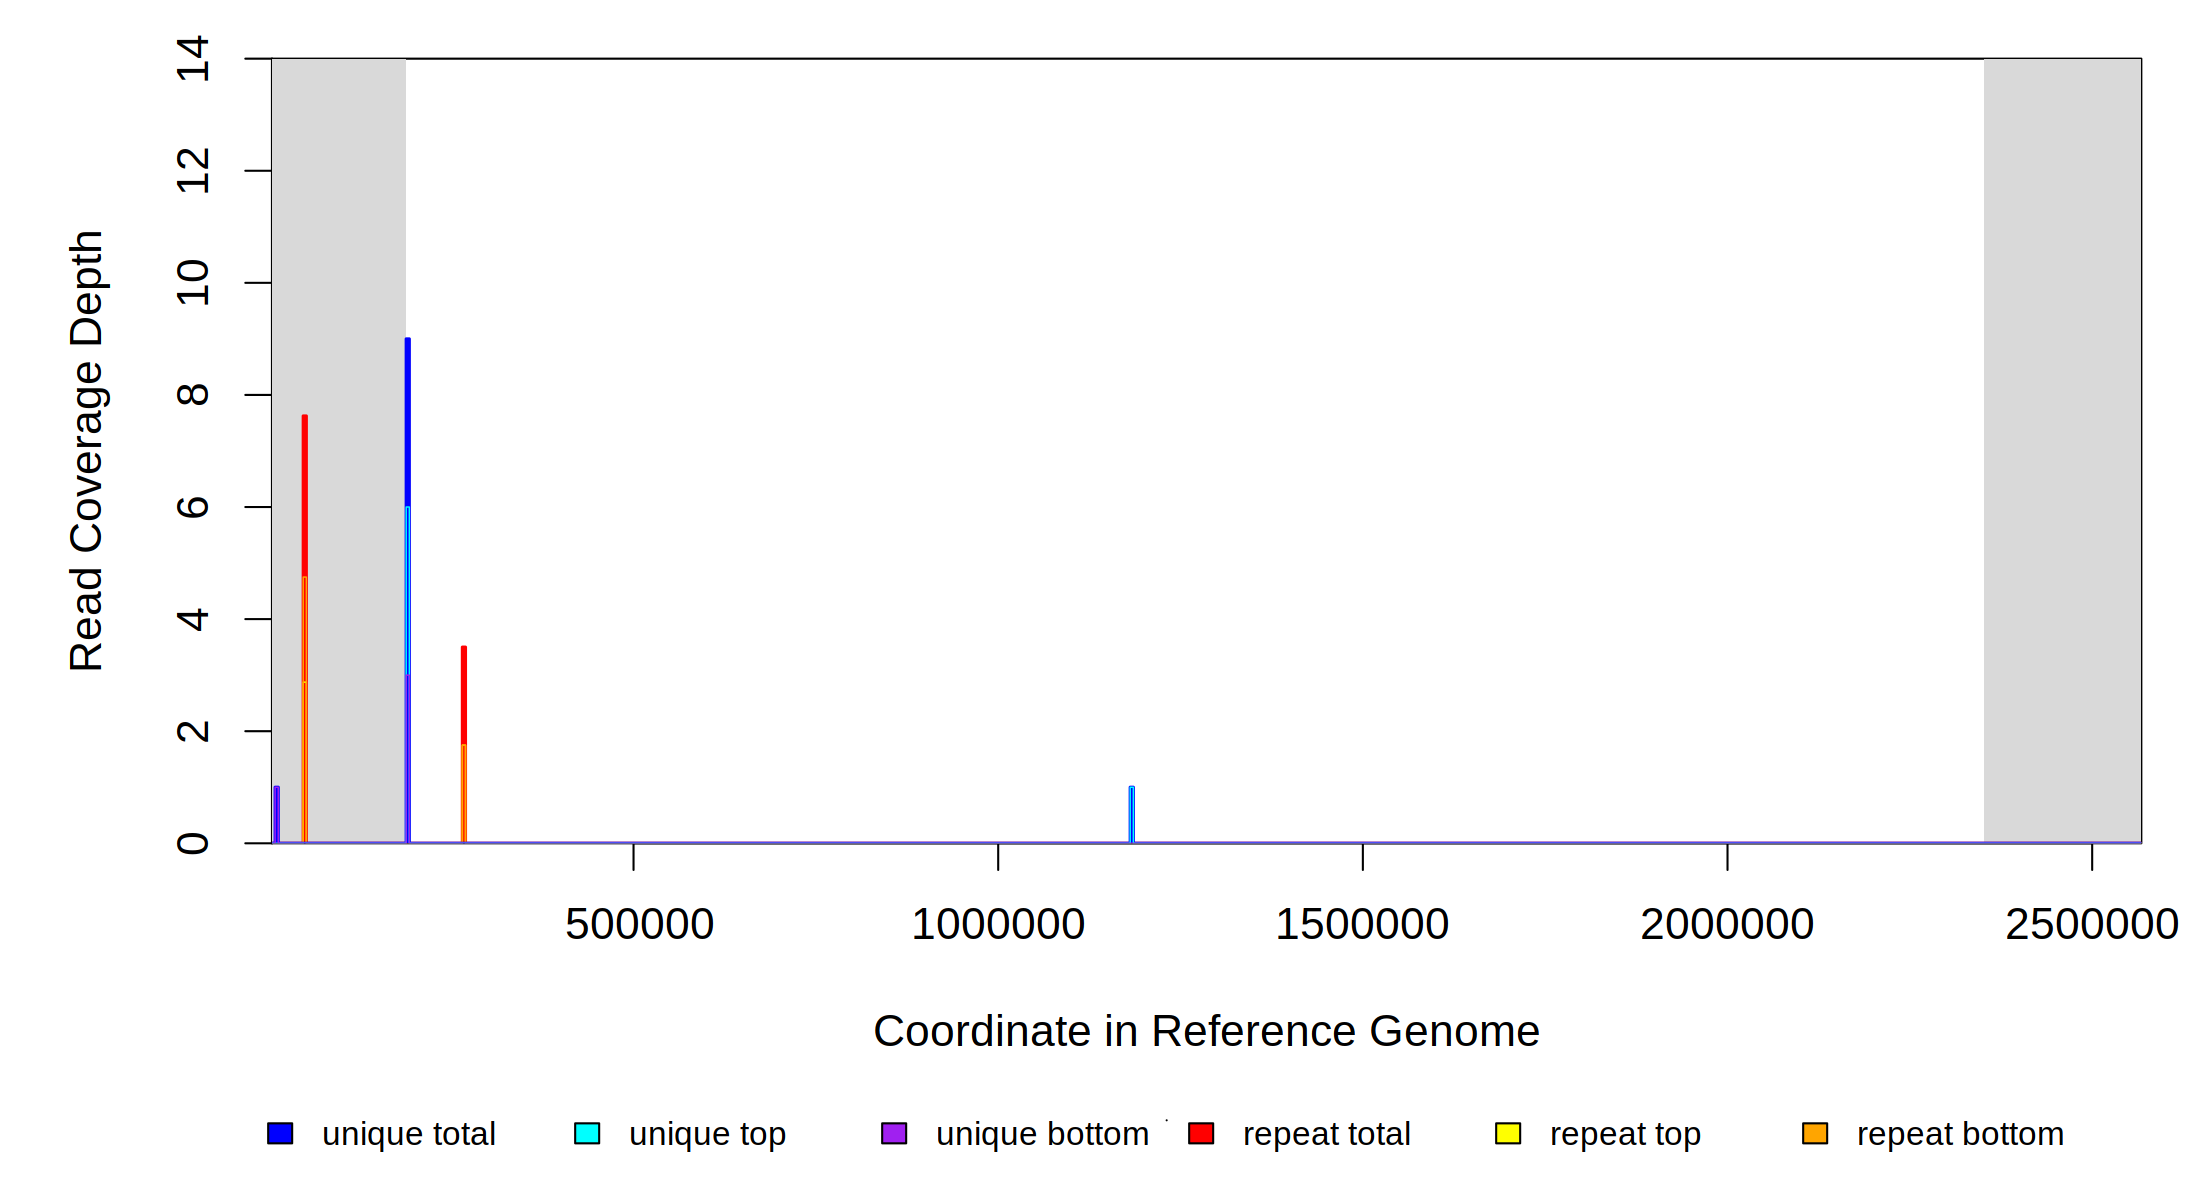 14
12
10
8
6
4
2
0
Read Coverage Depth
500000 1000000 1500000 2000000 2500000
Coordinate in Reference Genome
unique total unique top unique bottom repeat total repeat top repeat bottom